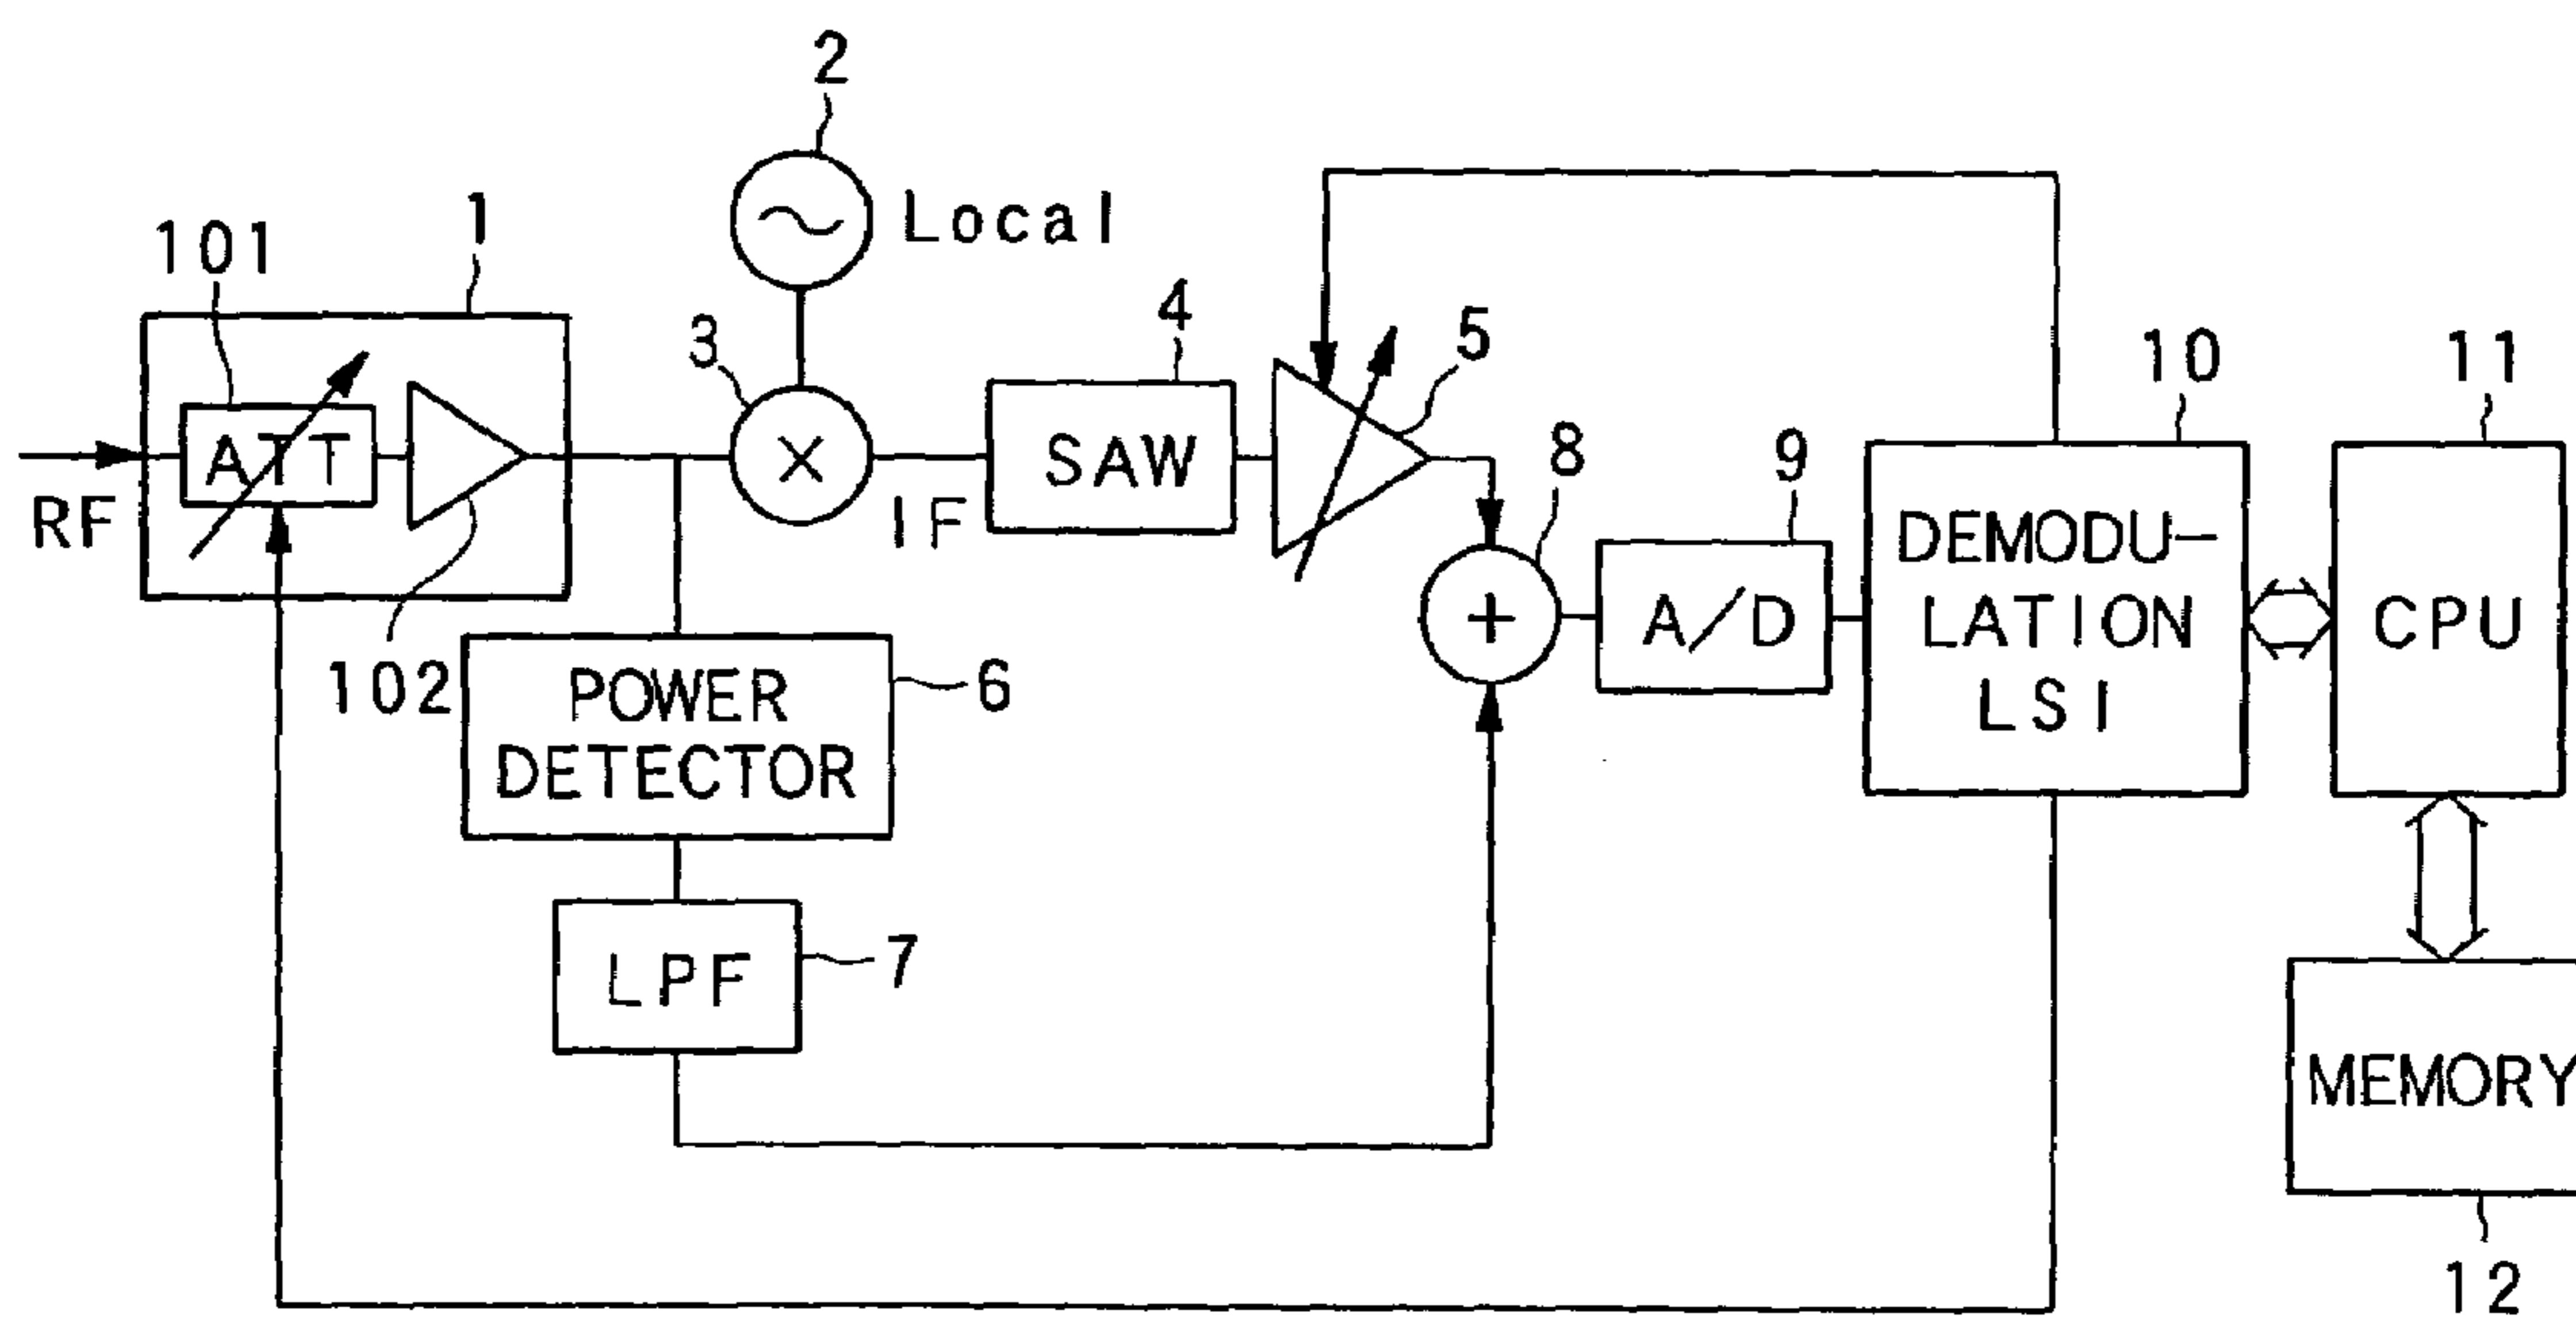 2
Local
1
101
ATT
102
RF
3
×
IF
4
SAW
5
8
+
9
A/D
10
DEMODU-
LATION
LSI
11
CPU
POWER
DETECTOR
6
LPF
7
MEMORY
12